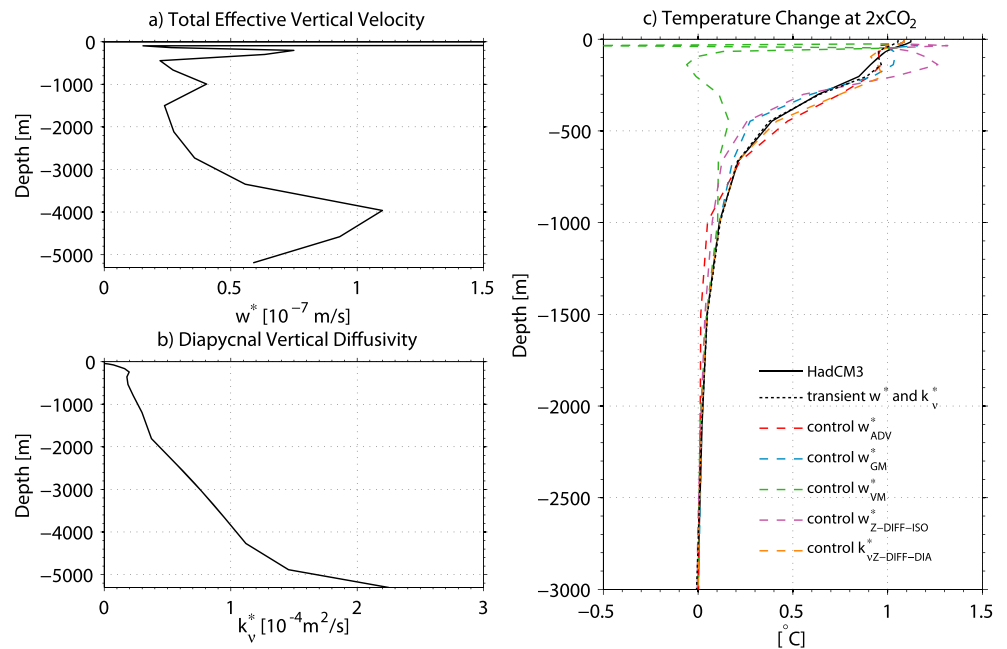 a) Total Effective Vertical Velocity
0
−1000
−2000
−3000
−4000
−5000
Depth [m]
0 0.5 1 1.5
w* [10⁻⁷ m/s]
b) Diapycnal Vertical Diffusivity
0
−1000
−2000
−3000
−4000
−5000
Depth [m]
0 1 2 3
k*ᵥ [10⁻⁴m²/s]
c) Temperature Change at 2xCO₂
0
−500
−1000
−1500
−2000
−2500
−3000
Depth [m]
HadCM3
transient w* and k*ᵥ
control w*ADV
control w*GM
control w*VM
control w*Z−DIFF−ISO
control k*νZ−DIFF−DIA
−0.5 0 0.5 1 1.5
[°C]